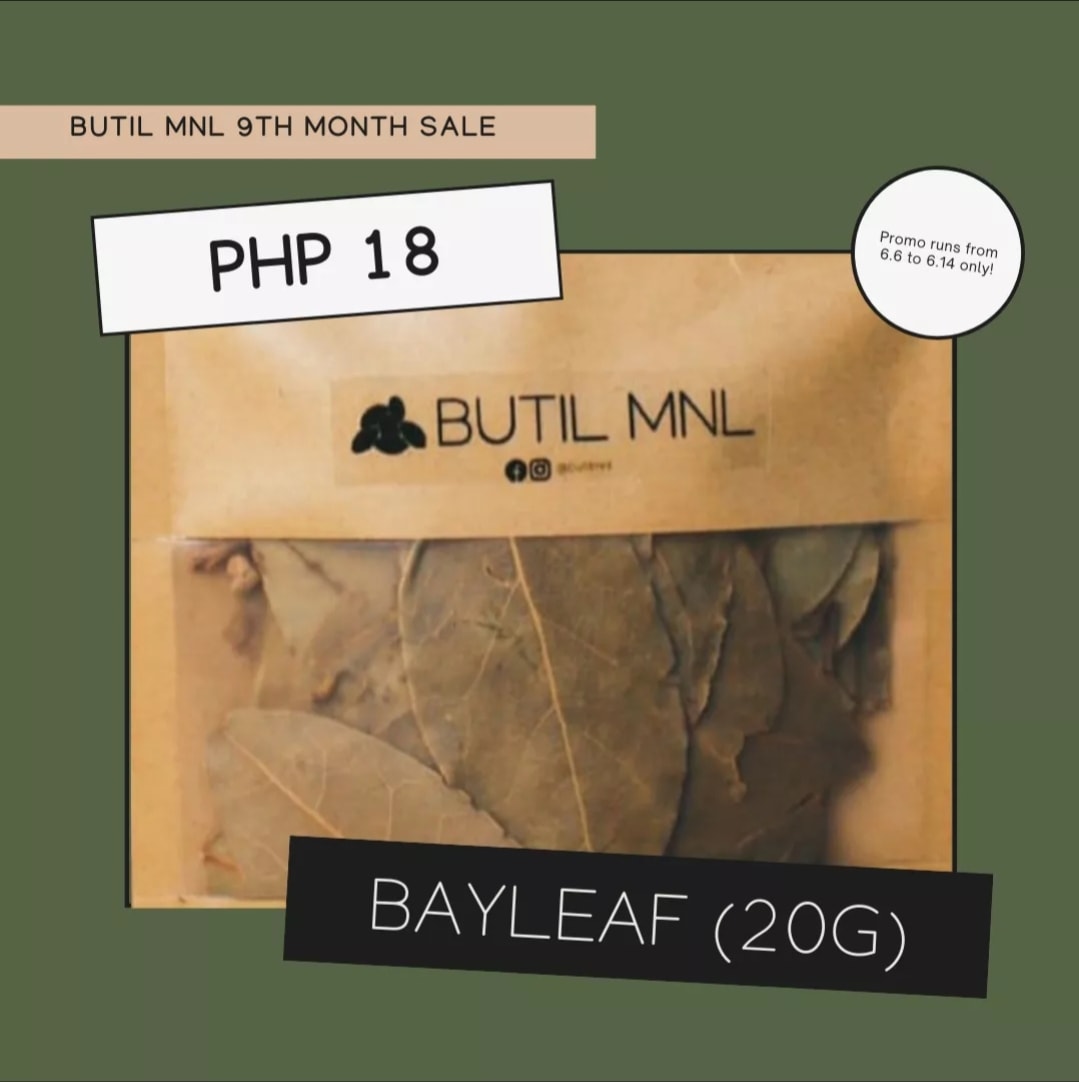 BUTIL MNL 9TH MONTH SALE
PHP 18
Promo runs from
6.6 to 6.14 only!
BUTIL MNL
BAYLEAF (20G)